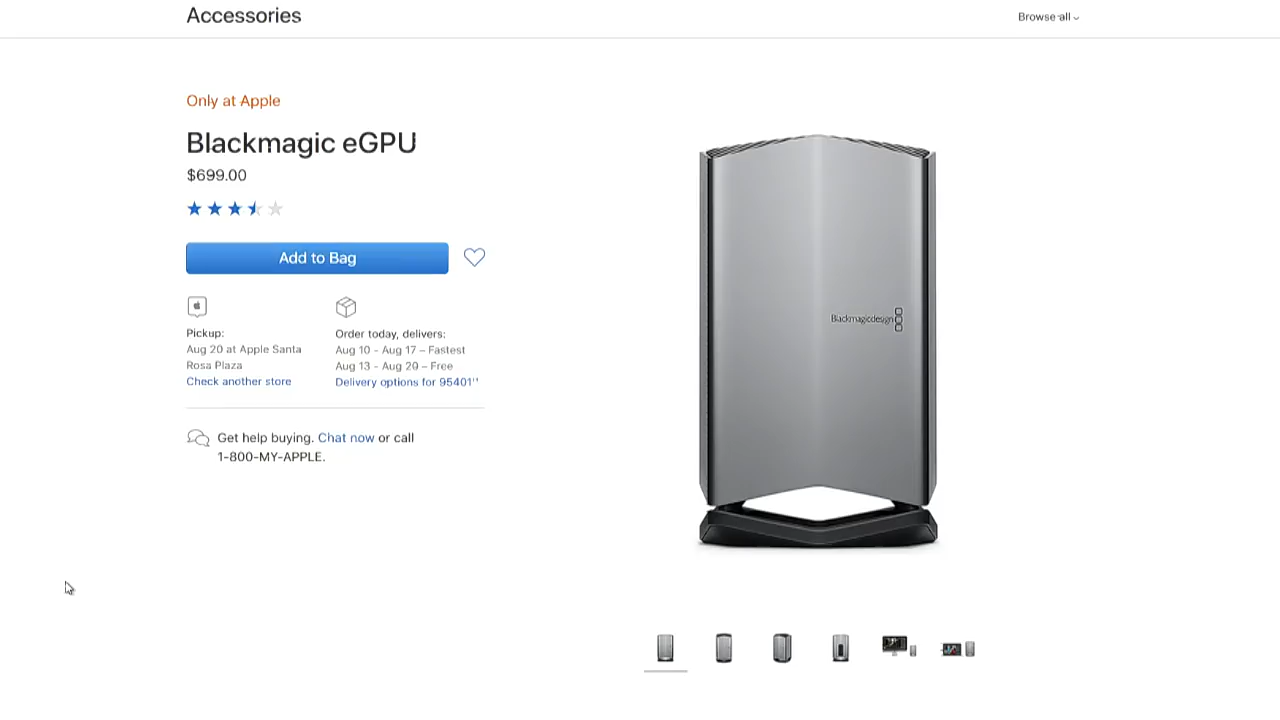 Accessories
Browse all
Only at Apple
Blackmagic eGPU
$699.00
Add to Bag
Pickup:
Aug 20 at Apple Santa
Rosa Plaza
Check another store
Order today, delivers:
Aug 10 - Aug 17 – Fastest
Aug 13 - Aug 20 – Free
Delivery options for 95401
Get help buying. Chat now or call
1-800-MY-APPLE.
Blackmagicdesign